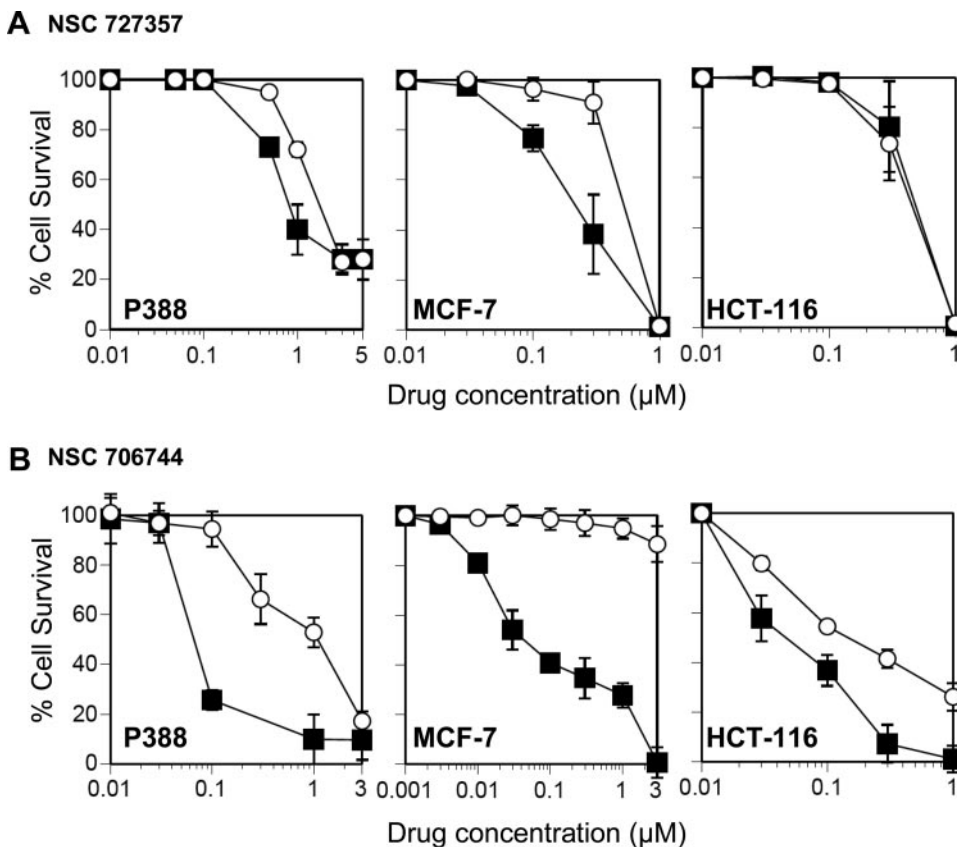 A NSC 727357
% Cell Survival
100
80
60
40
20
0
P388
MCF-7
HCT-116
0.01 0.1 1 5 0.01 0.1 1 0.01 0.1 1
Drug concentration (µM)
B NSC 706744
% Cell Survival
100
80
60
40
20
0
P388
MCF-7
HCT-116
0.01 0.1 1 3 0.001 0.01 0.1 1 3 0.01 0.1 1
Drug concentration (µM)